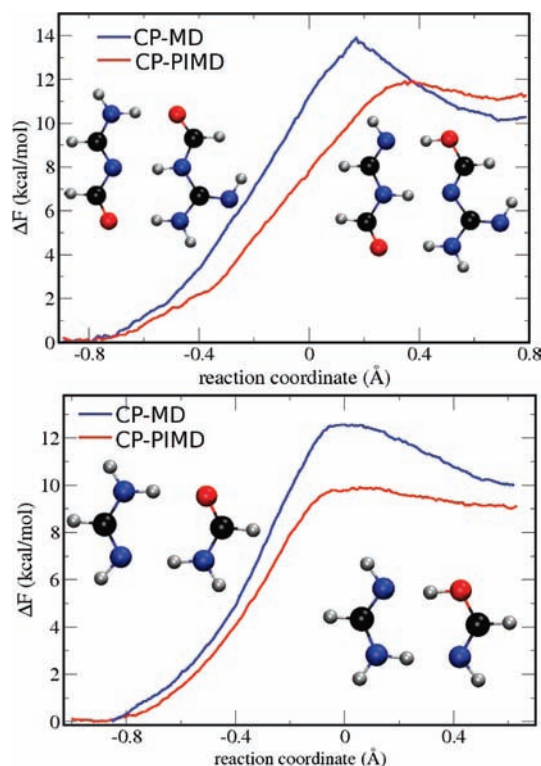 14
CP-MD
CP-PIMD
12
10
8
6
4
2
0
ΔF (kcal/mol)
-0.8 -0.4 0 0.4 0.8
reaction coordinate (Å)
CP-MD
CP-PIMD
12
10
8
6
4
2
0
ΔF (kcal/mol)
-0.8 -0.4 0 0.4
reaction coordinate (Å)